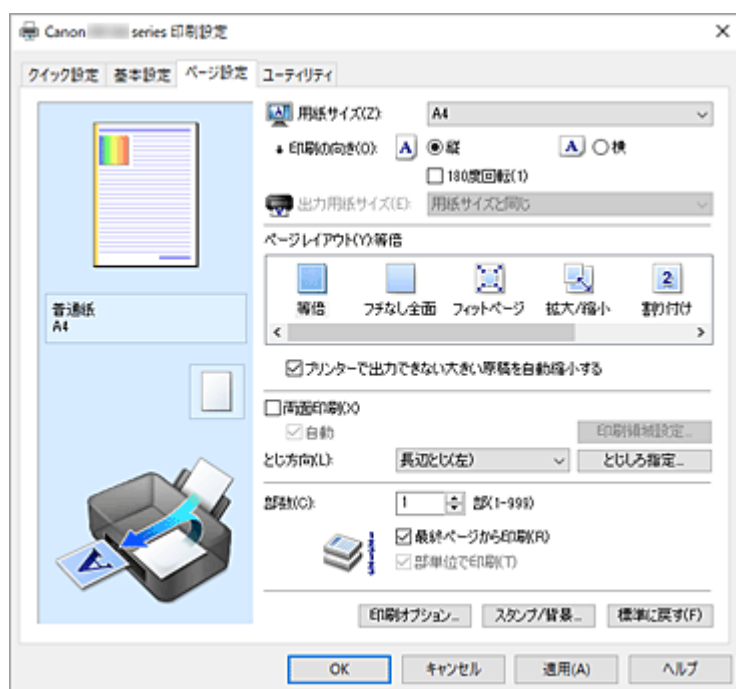 Canon series 印刷設定
クイック設定 基本設定 ページ設定 ユーティリティ
用紙サイズ(Z): A4
印刷の向き(O): A 縦 A 横
180度回転(1)
出力用紙サイズ(E): 用紙サイズと同じ
ページレイアウト(Y):等倍
等倍 フチなし全面 フィットページ 拡大/縮小 割り付け
2
普通紙
A4
プリンターで出力できない大きい原稿を自動縮小する
両面印刷(X)
自動 印刷領域設定...
とじ方向(L): 長辺とじ(左) とじしろ指定...
部数(C): 1 部(1-999)
最終ページから印刷(R)
部単位で印刷(T)
A
印刷オプション... スタンプ/背景... 標準に戻す(F)
OK キャンセル 適用(A) ヘルプ